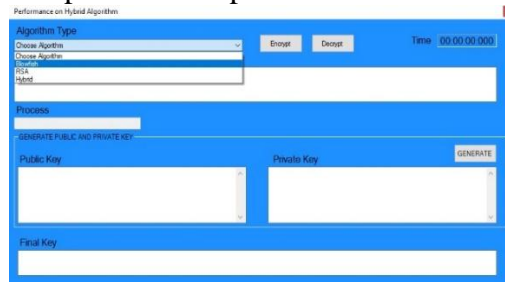 Performance on Hybrid Algorithm
Algorithm Type
Choose Algorithm
Encrypt
Decrypt
Time 00:00:00:000
Choose Algorithm
Blowfish
RSA
Hybrid
Process
GENERATE PUBLIC AND PRIVATE KEY
Public Key
Private Key
GENERATE
Final Key